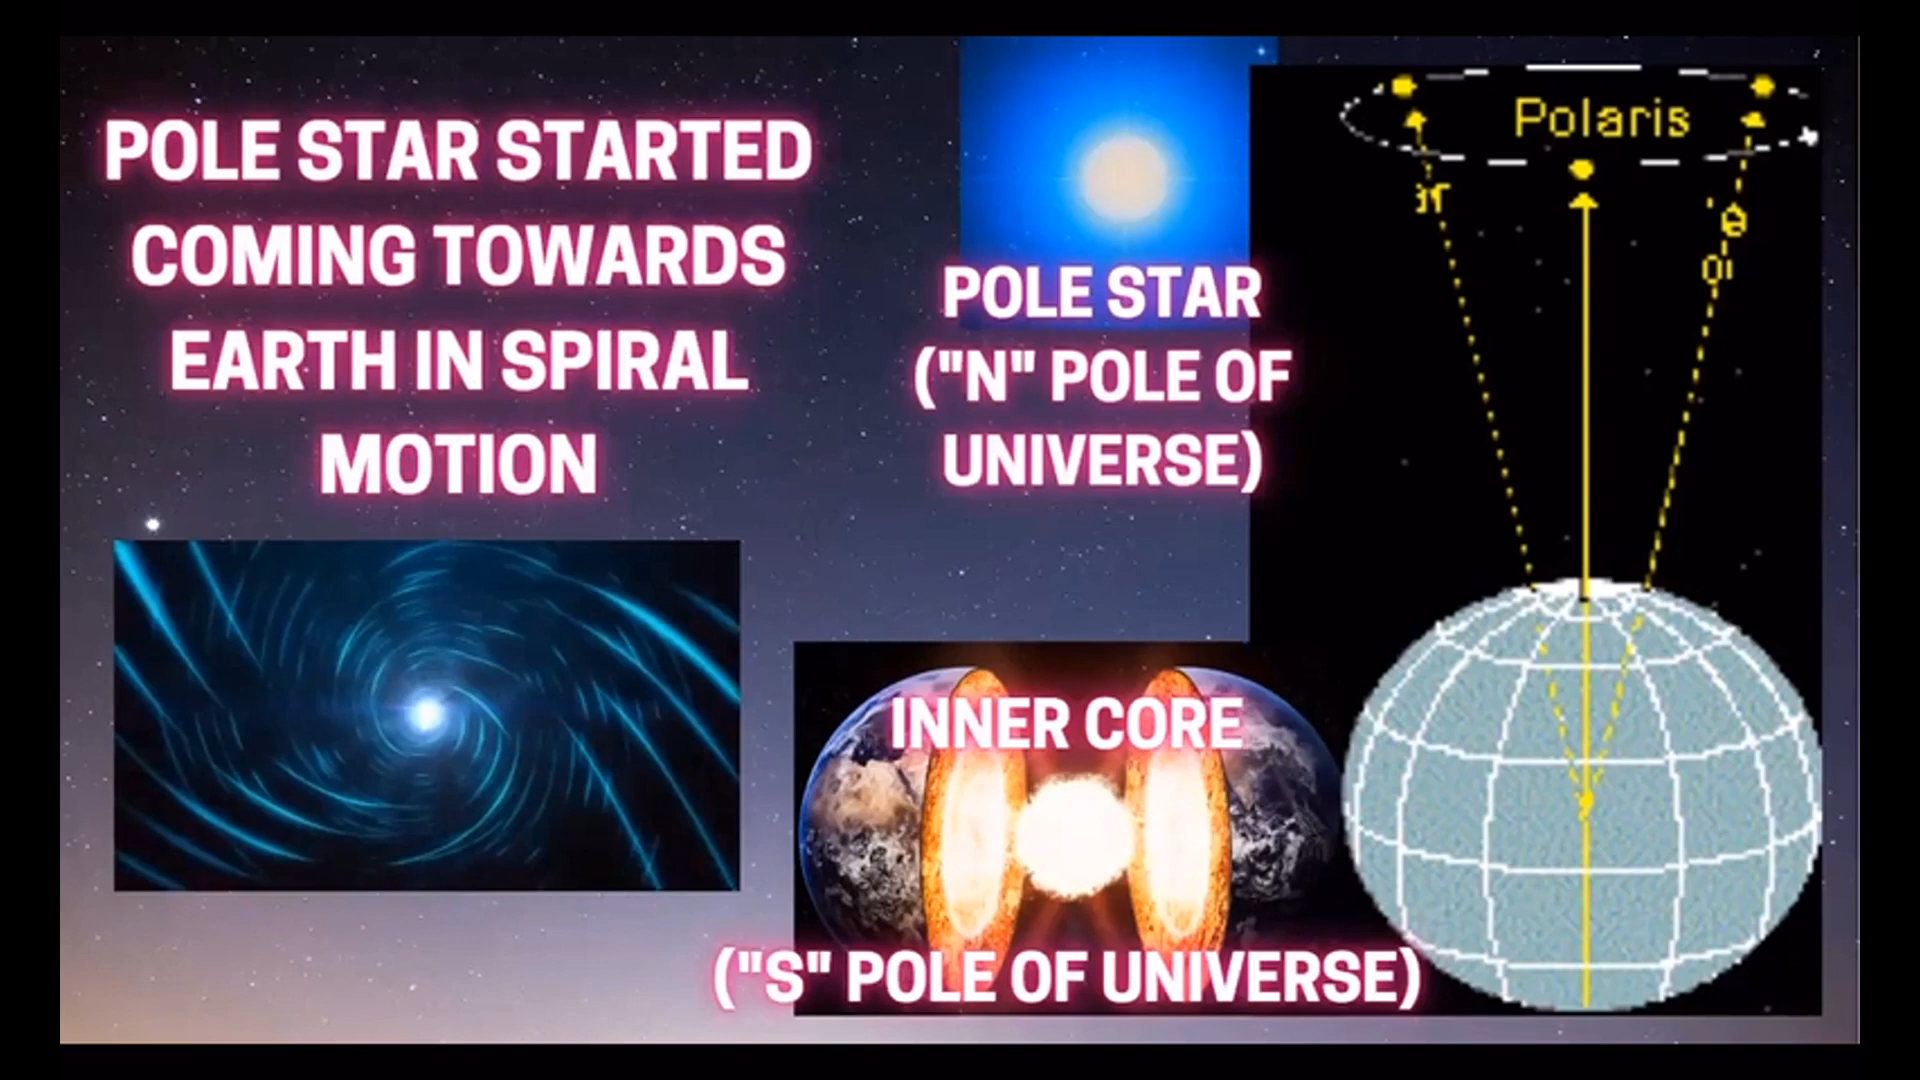 POLE STAR STARTED
COMING TOWARDS
EARTH IN SPIRAL
MOTION
POLE STAR
("N" POLE OF
UNIVERSE)
Polaris
INNER CORE
("S" POLE OF UNIVERSE)